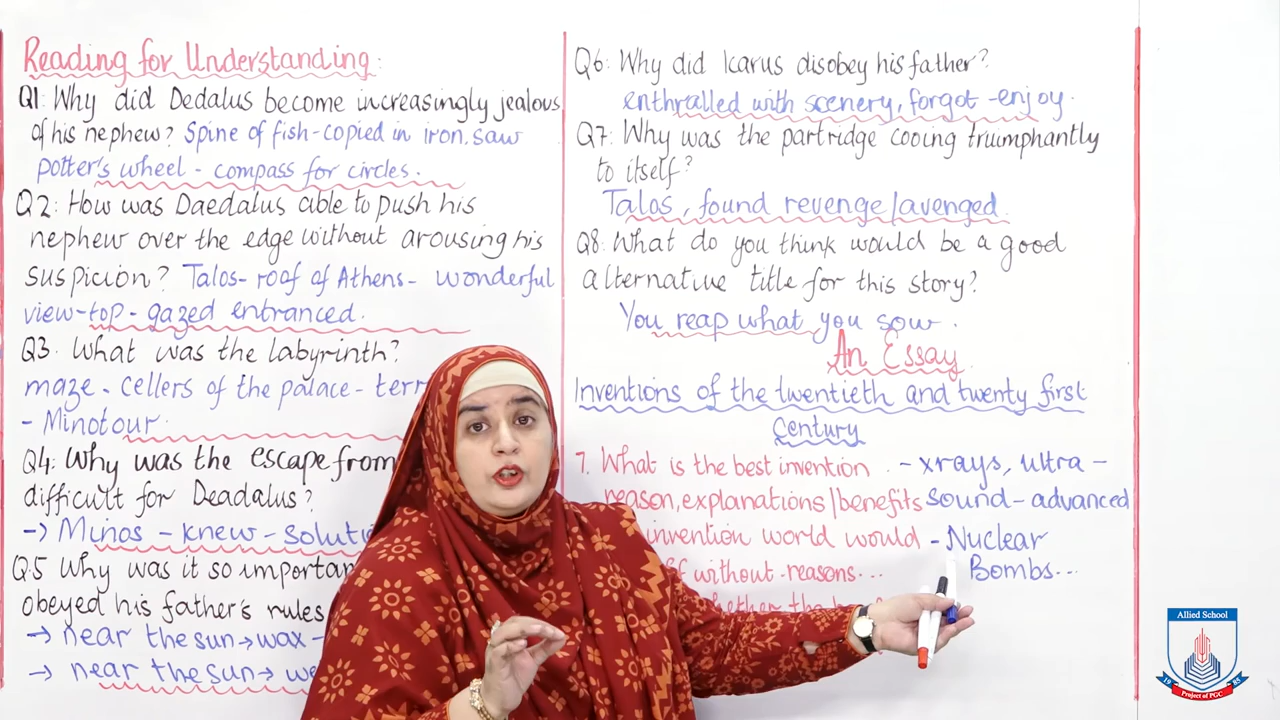 Reading for Understanding:
Q1: Why did Dedalus become increasingly jealous
of his nephew? Spine of fish-copied in iron, saw
potter's wheel - compass for circles.
Q2: How was Daedalus able to push his
nephew over the edge without arousing his
suspicion? Talos- roof of Athens- wonderful
view-top- gazed entranced.
Q3. What was the labyrinth?
maze - cellers of the palace - terr
- Minotour.
Q4: Why was the escape from
difficult for Deadalus?
-> Minos - knew - soluti
Q.5 Why was it so importan
obeyed his father's rules
-> near the sun -> wax -
-> near the sun -> we
Q6: Why did Icarus disobey his father?
enthralled with scenery, forgot -enjoy.
Q7: Why was the partridge cooing triumphantly
to itself?
Talos, found revenge/avenged.
Q8: What do you think would be a good
alternative title for this story?
You reap what you sow.
An Essay
Inventions of the twentieth and twenty first
Century
7. What is the best invention - xrays, ultra -
reason, explanations/benefits sound - advanced
invention world would - Nuclear
without reasons... Bombs...
Allied School
1985
Project of PGC